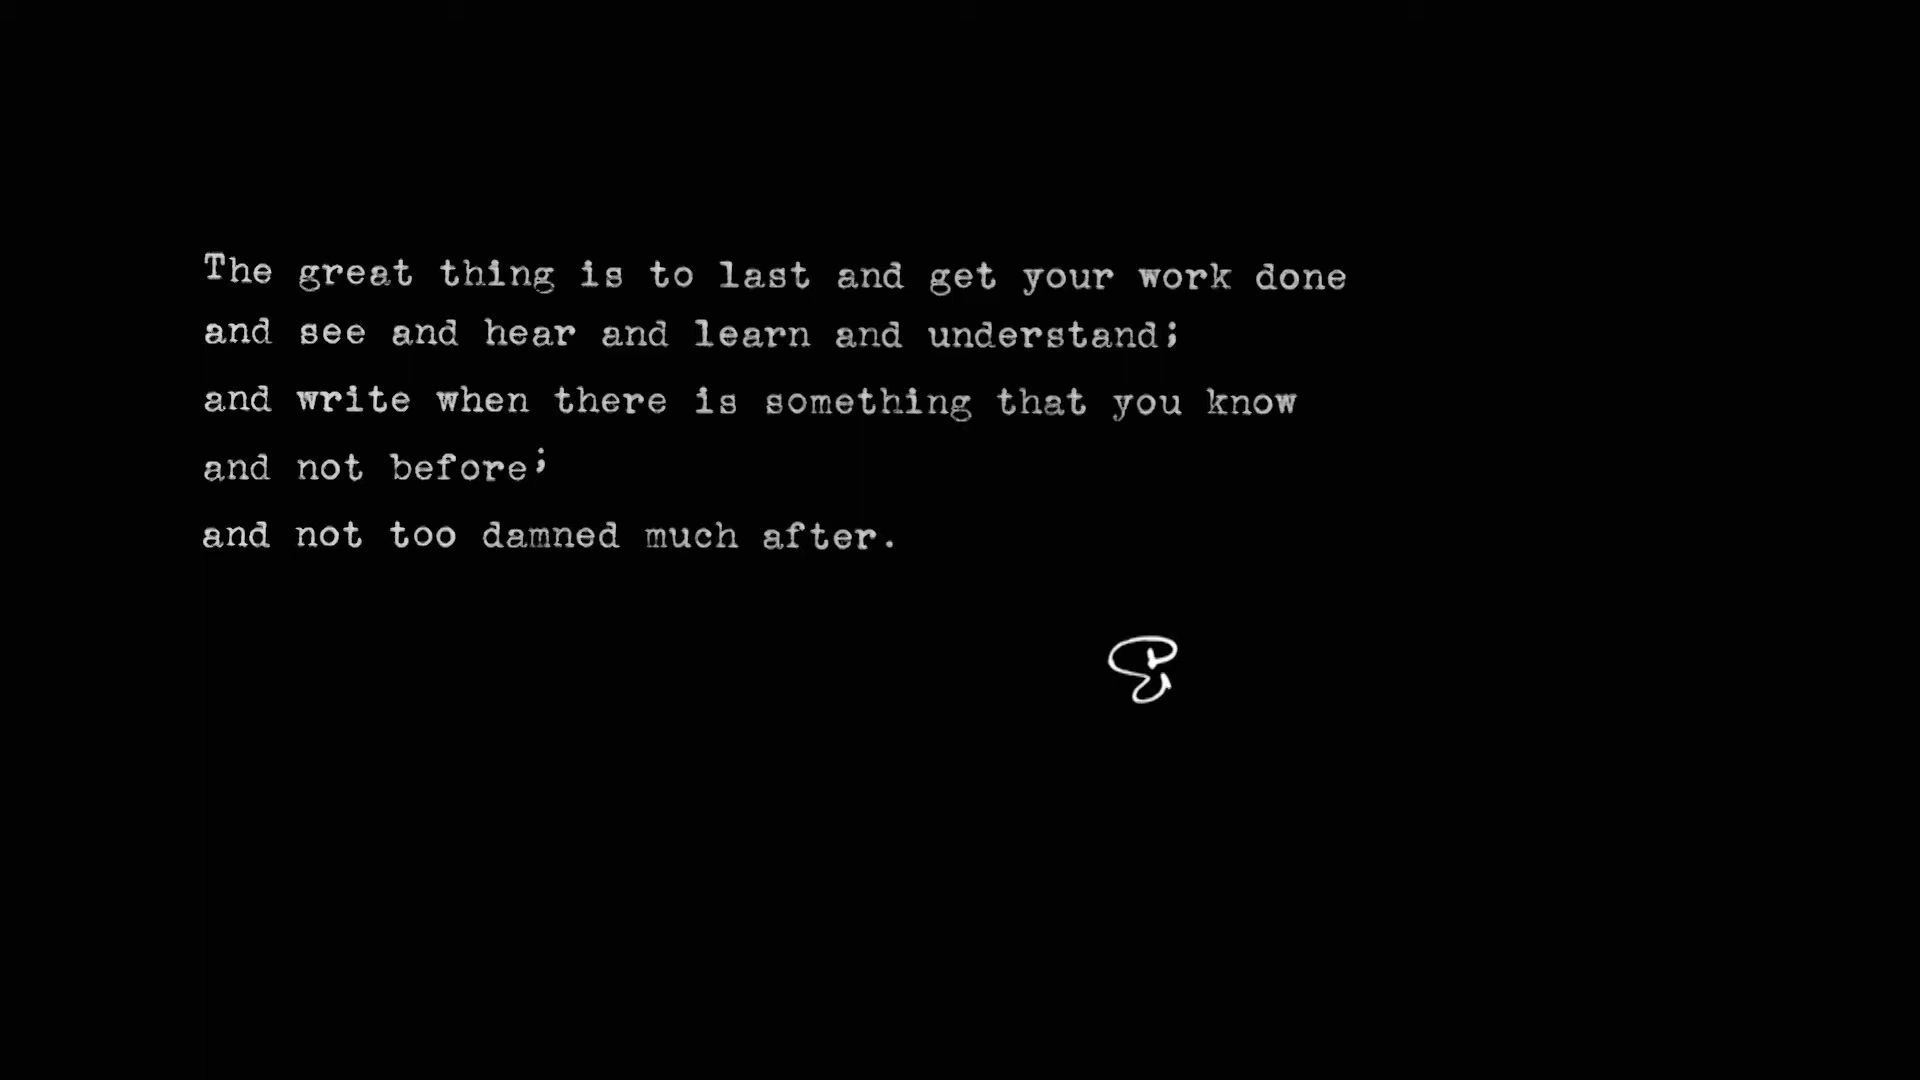 The great thing is to last and get your work done
and see and hear and learn and understand;
and write when there is something that you know
and not before;
and not too damned much after.